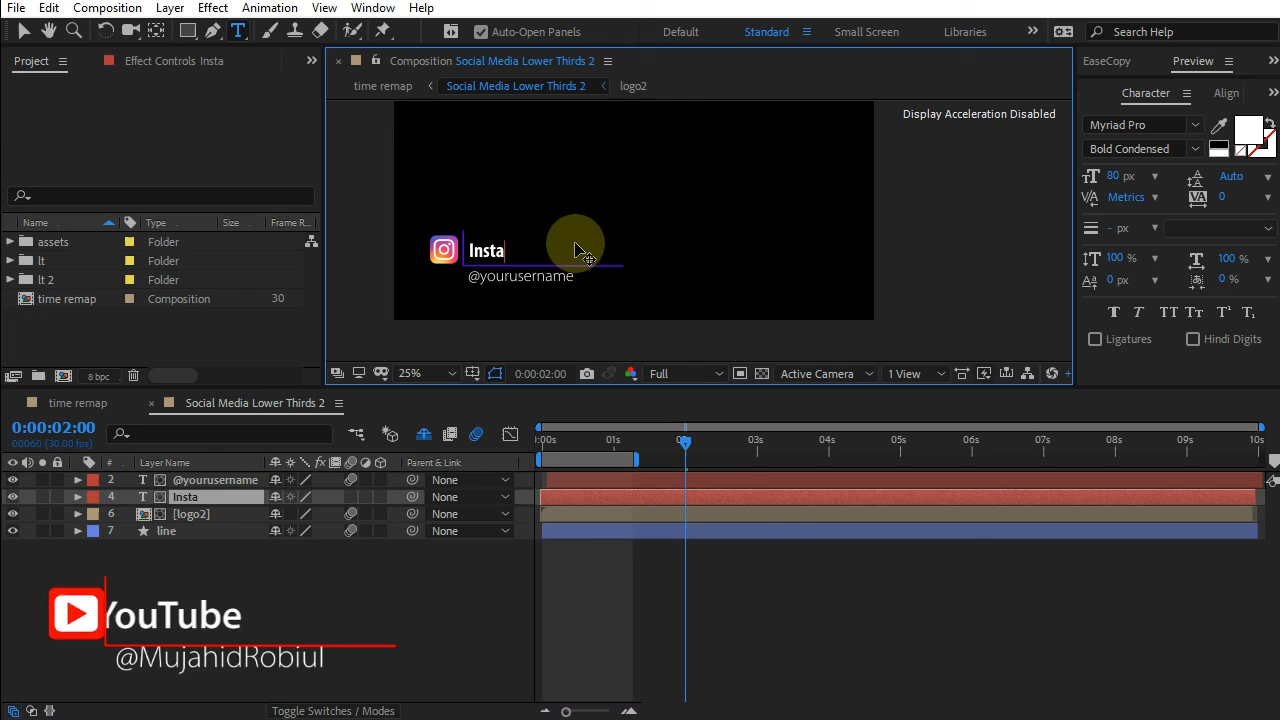 File Edit Composition Layer Effect Animation View Window Help
T Auto-Open Panels Default Standard Small Screen Libraries Search Help
Project Effect Controls Insta
Composition Social Media Lower Thirds 2
EaseCopy Preview
time remap Social Media Lower Thirds 2 logo2
Character Align
Display Acceleration Disabled
Myriad Pro
Bold Condensed
80 px Auto
Metrics 0
- px
100 % 100 %
0 px 0 %
T T TT Tt T¹ T₁
Ligatures Hindi Digits
Name Type Size Frame R
assets Folder
lt Folder
lt 2 Folder
time remap Composition 30
Insta
@yourusername
8 bpc
25% 0:00:02:00 Full Active Camera 1 View
time remap Social Media Lower Thirds 2
0:00:02:00
00060 (30.00 fps)
:00s 01s 02s 03s 04s 05s 06s 07s 08s 09s 10s
# Layer Name fx Parent & Link
2 T @yourusername None
4 T Insta None
6 [logo2] None
7 line None
YouTube
@MujahidRobiul
Toggle Switches / Modes